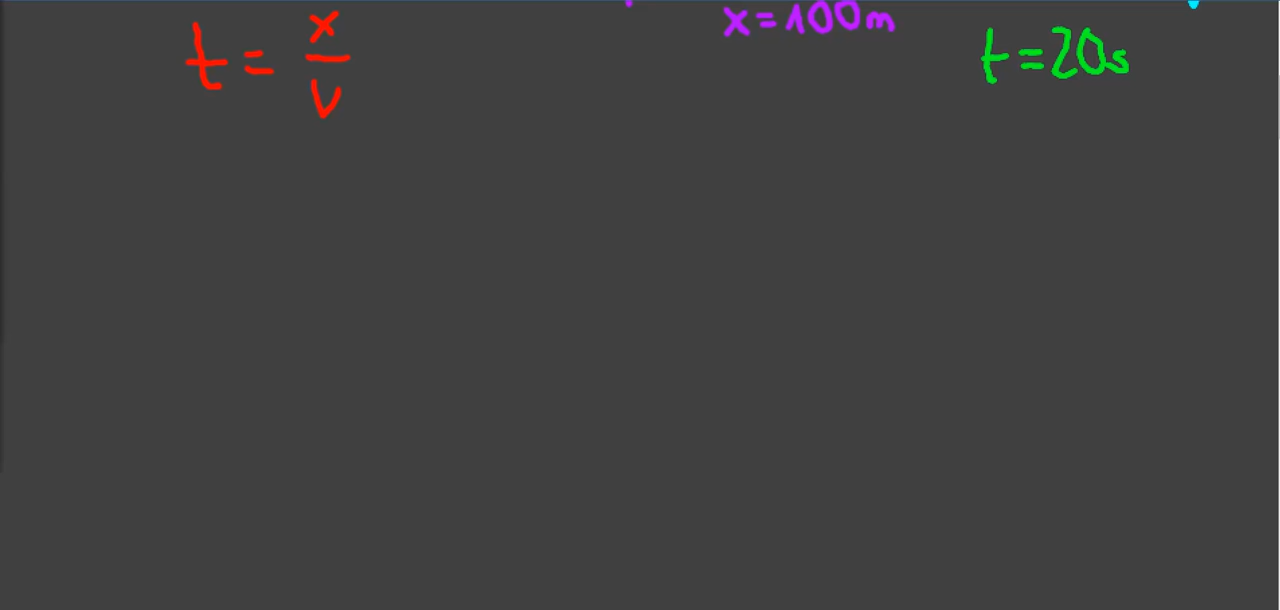 t = x/v
x = 100m
t = 20s